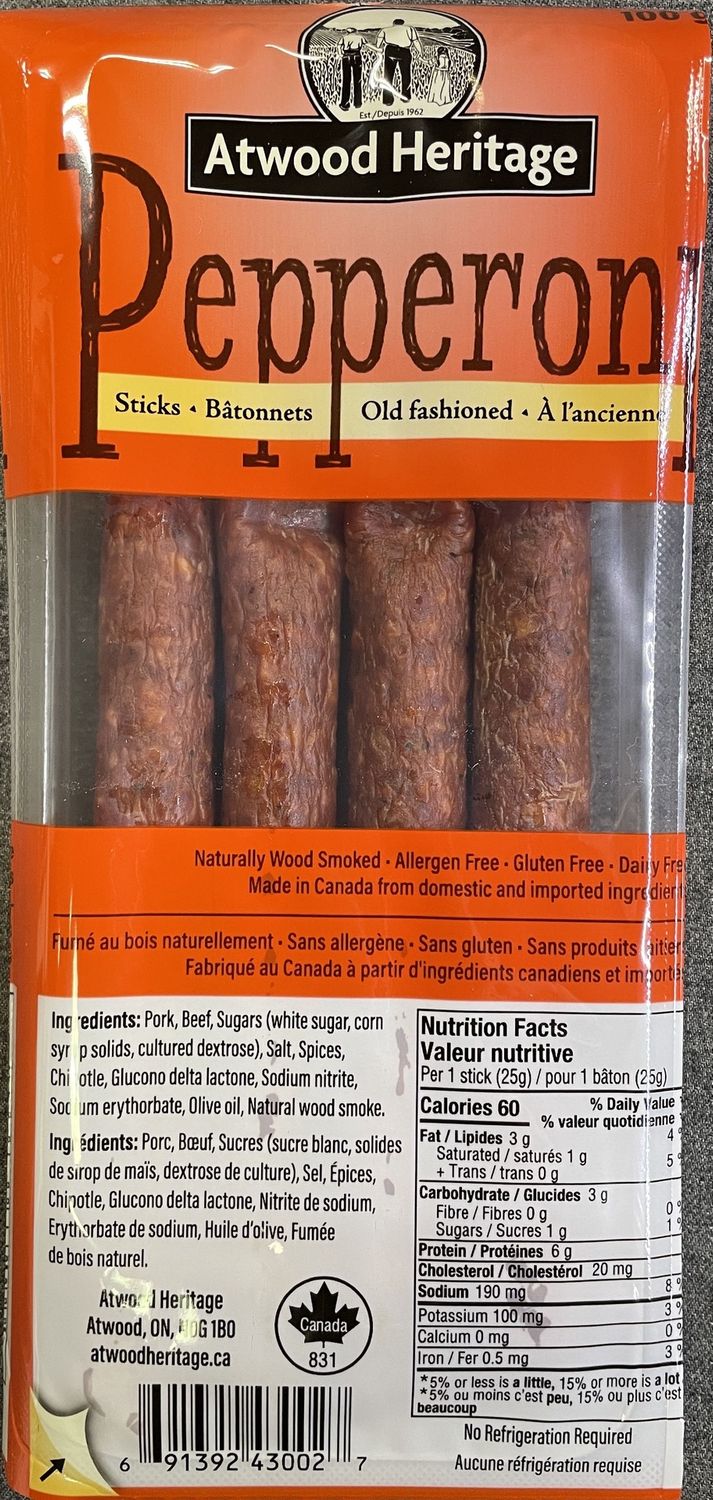 100 g
Est./Depuis 1962
Atwood Heritage
Pepperoni
Sticks • Bâtonnets
Old fashioned • À l'ancienne
Naturally Wood Smoked • Allergen Free • Gluten Free • Dairy Free
Made in Canada from domestic and imported ingredients
Fumé au bois naturellement • Sans allergène • Sans gluten • Sans produits laitiers
Fabriqué au Canada à partir d'ingrédients canadiens et importés
Ingredients: Pork, Beef, Sugars (white sugar, corn
syrup solids, cultured dextrose), Salt, Spices,
Chipotle, Glucono delta lactone, Sodium nitrite,
Sodium erythorbate, Olive oil, Natural wood smoke.
Ingrédients: Porc, Bœuf, Sucres (sucre blanc, solides
de sirop de maïs, dextrose de culture), Sel, Épices,
Chipotle, Glucono delta lactone, Nitrite de sodium,
Erythorbate de sodium, Huile d'olive, Fumée
de bois naturel.
Atwood Heritage
Atwood, ON, N0G 1B0
atwoodheritage.ca
Canada
831
6 91392 43002 7
Nutrition Facts
Valeur nutritive
Per 1 stick (25g) / pour 1 bâton (25g)
Calories 60
% Daily Value
% valeur quotidienne
Fat / Lipides 3 g 4 %
Saturated / saturés 1 g
+ Trans / trans 0 g 5 %
Carbohydrate / Glucides 3 g
Fibre / Fibres 0 g 0 %
Sugars / Sucres 1 g 1 %
Protein / Protéines 6 g
Cholesterol / Cholestérol 20 mg
Sodium 190 mg 8 %
Potassium 100 mg 3 %
Calcium 0 mg 0 %
Iron / Fer 0.5 mg 3 %
*5% or less is a little, 15% or more is a lot
*5% ou moins c'est peu, 15% ou plus c'est
beaucoup
No Refrigeration Required
Aucune réfrigération requise